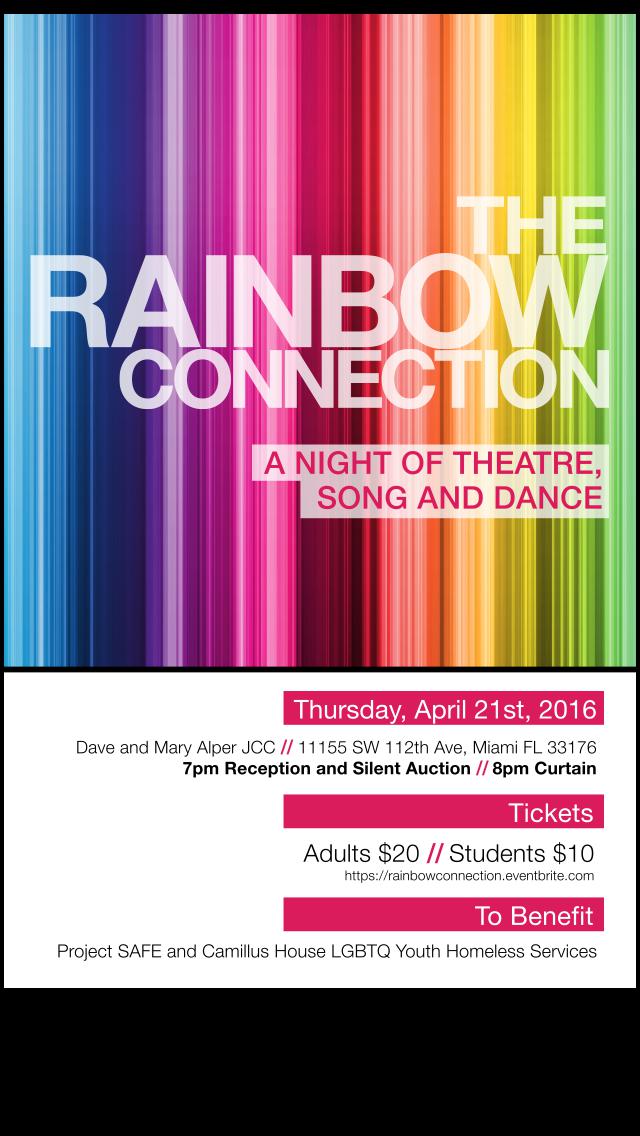 THE
RAINBOW
CONNECTION
A NIGHT OF THEATRE,
SONG AND DANCE
Thursday, April 21st, 2016
Dave and Mary Alper JCC // 11155 SW 112th Ave, Miami FL 33176
7pm Reception and Silent Auction // 8pm Curtain
Tickets
Adults $20 // Students $10
https://rainbowconnection.eventbrite.com
To Benefit
Project SAFE and Camillus House LGBTQ Youth Homeless Services